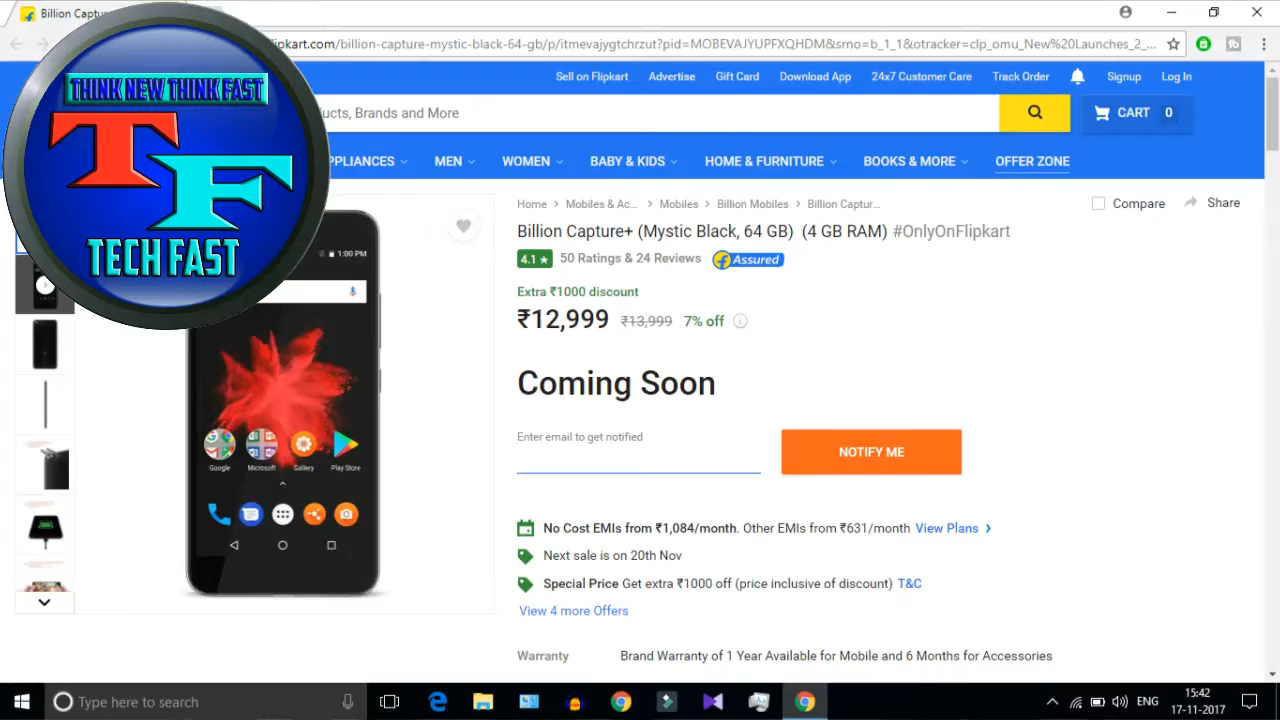 Billion Captu
THINK NEW THINK FAST
TF
TECH FAST
lipkart.com/billion-capture-mystic-black-64-gb/p/itmevajygtchrzut?pid=MOBEVAJYUPFXQHDM&srno=b_1_1&otracker=clp_omu_New%20Launches_2_...
Sell on Flipkart Advertise Gift Card Download App 24x7 Customer Care Track Order Signup Log In
ucts, Brands and More
CART 0
PPLIANCES MEN WOMEN BABY & KIDS HOME & FURNITURE BOOKS & MORE OFFER ZONE
Home > Mobiles & Ac... > Mobiles > Billion Mobiles > Billion Captur...
Compare Share
Billion Capture+ (Mystic Black, 64 GB) (4 GB RAM) #OnlyOnFlipkart
4.1 ★ 50 Ratings & 24 Reviews Assured
Extra ₹1000 discount
₹12,999 ₹13,999 7% off
Coming Soon
Enter email to get notified
NOTIFY ME
No Cost EMIs from ₹1,084/month. Other EMIs from ₹631/month View Plans >
Next sale is on 20th Nov
Special Price Get extra ₹1000 off (price inclusive of discount) T&C
View 4 more Offers
Warranty Brand Warranty of 1 Year Available for Mobile and 6 Months for Accessories
1:00 PM
Google Microsoft Gallery Play Store
Type here to search
ENG
15:42
17-11-2017